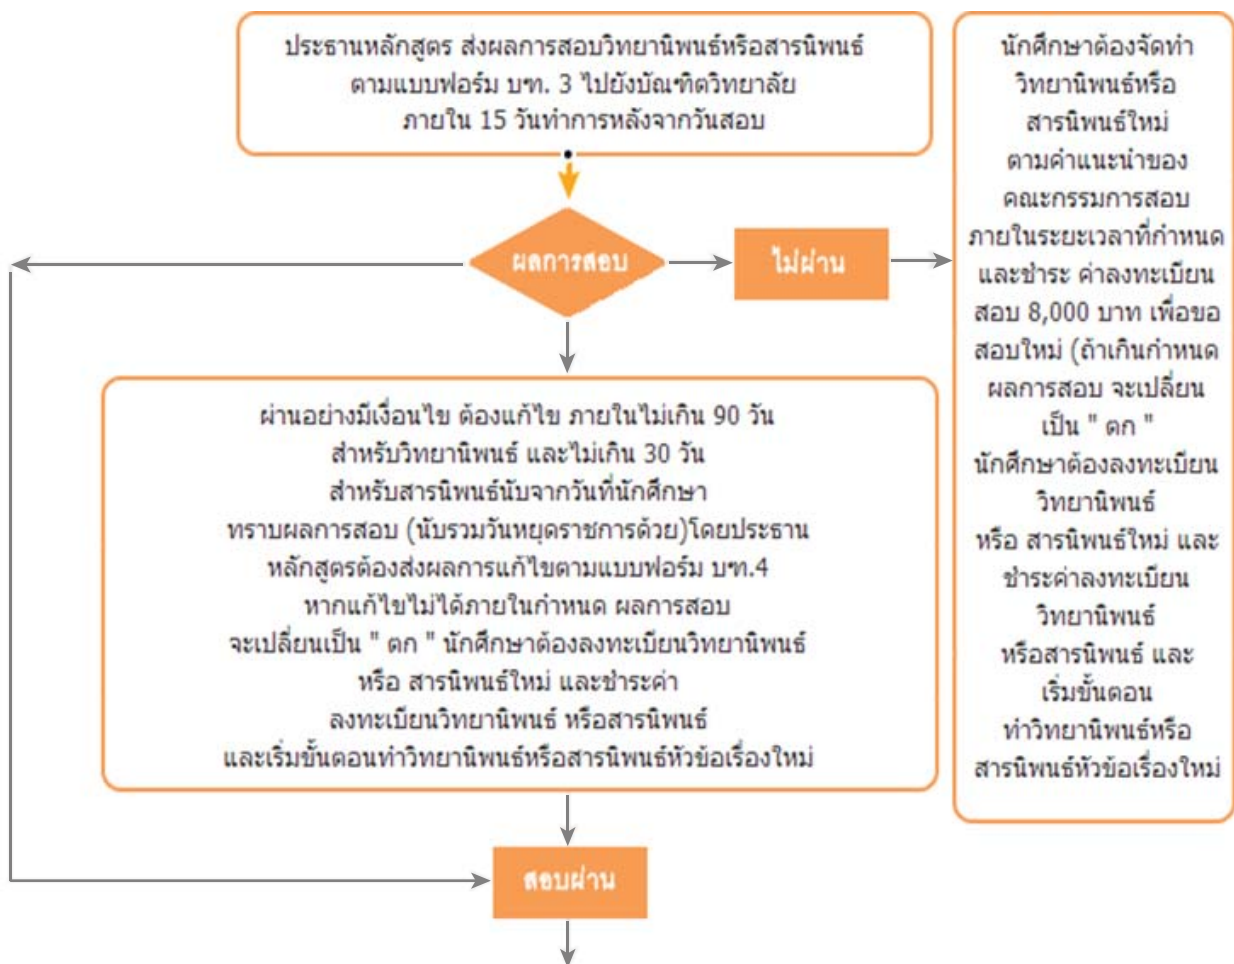 ประธานหลักสูตร ส่งผลการสอบวิทยานิพนธ์หรือสารนิพนธ์
ตามแบบฟอร์ม บฑ. 3 ไปยังบัณฑิตวิทยาลัย
ภายใน 15 วันทำการหลังจากวันสอบ
ผลการสอบ
ไม่ผ่าน
นักศึกษาต้องจัดทำ
วิทยานิพนธ์หรือ
สารนิพนธ์ใหม่
ตามคำแนะนำของ
คณะกรรมการสอบ
ภายในระยะเวลาที่กำหนด
และชำระ ค่าลงทะเบียน
สอบ 8,000 บาท เพื่อขอ
สอบใหม่ (ถ้าเกินกำหนด
ผลการสอบ จะเปลี่ยน
เป็น " ตก "
นักศึกษาต้องลงทะเบียน
วิทยานิพนธ์
หรือ สารนิพนธ์ใหม่ และ
ชำระค่าลงทะเบียน
วิทยานิพนธ์
หรือสารนิพนธ์ และ
เริ่มขั้นตอน
ทำวิทยานิพนธ์หรือ
สารนิพนธ์หัวข้อเรื่องใหม่
ผ่านอย่างมีเงื่อนไข ต้องแก้ไข ภายในไม่เกิน 90 วัน
สำหรับวิทยานิพนธ์ และไม่เกิน 30 วัน
สำหรับสารนิพนธ์นับจากวันที่นักศึกษา
ทราบผลการสอบ (นับรวมวันหยุดราชการด้วย)โดยประธาน
หลักสูตรต้องส่งผลการแก้ไขตามแบบฟอร์ม บฑ.4
หากแก้ไขไม่ได้ภายในกำหนด ผลการสอบ
จะเปลี่ยนเป็น " ตก " นักศึกษาต้องลงทะเบียนวิทยานิพนธ์
หรือ สารนิพนธ์ใหม่ และชำระค่า
ลงทะเบียนวิทยานิพนธ์ หรือสารนิพนธ์
และเริ่มขั้นตอนทำวิทยานิพนธ์หรือสารนิพนธ์หัวข้อเรื่องใหม่
สอบผ่าน